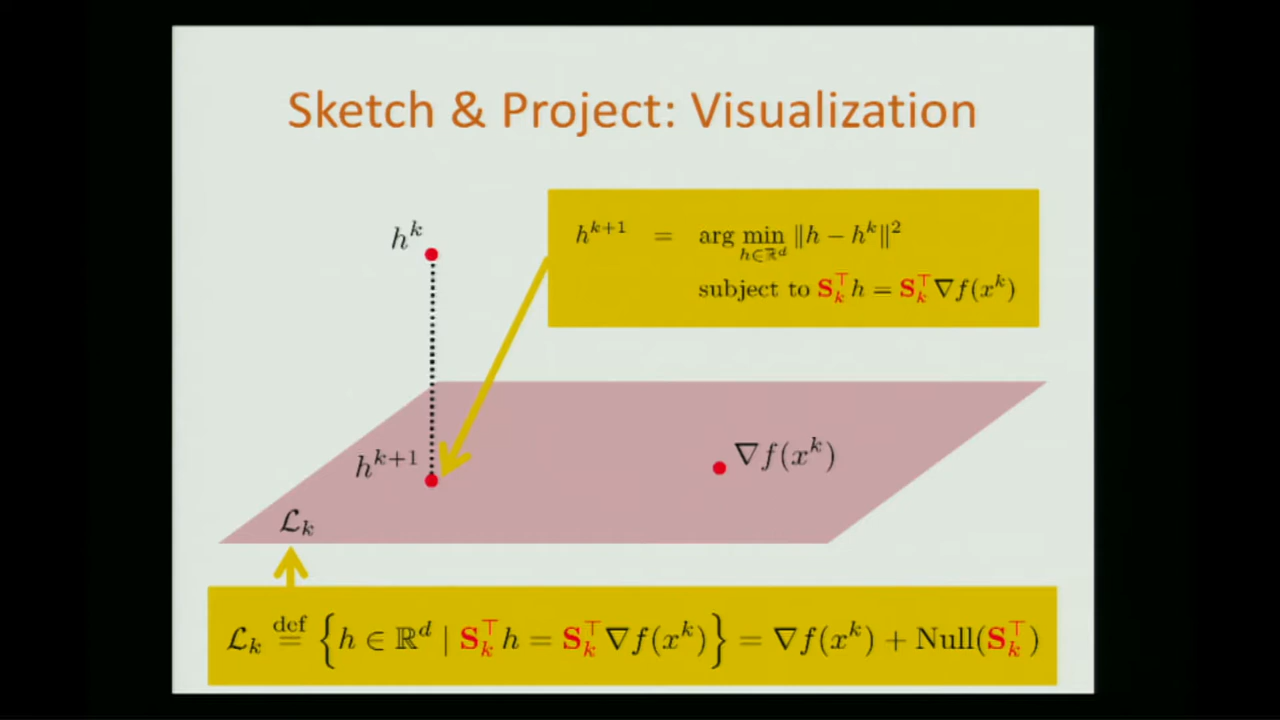 Sketch & Project: Visualization
h^k
h^{k+1} = arg min_{h∈ℝ^d} ‖h − h^k‖²
subject to S_k^⊤ h = S_k^⊤ ∇f(x^k)
h^{k+1}
∇f(x^k)
ℒ_k
ℒ_k \overset{def}{=} {h ∈ ℝ^d | S_k^⊤ h = S_k^⊤ ∇f(x^k)} = ∇f(x^k) + Null(S_k^⊤)